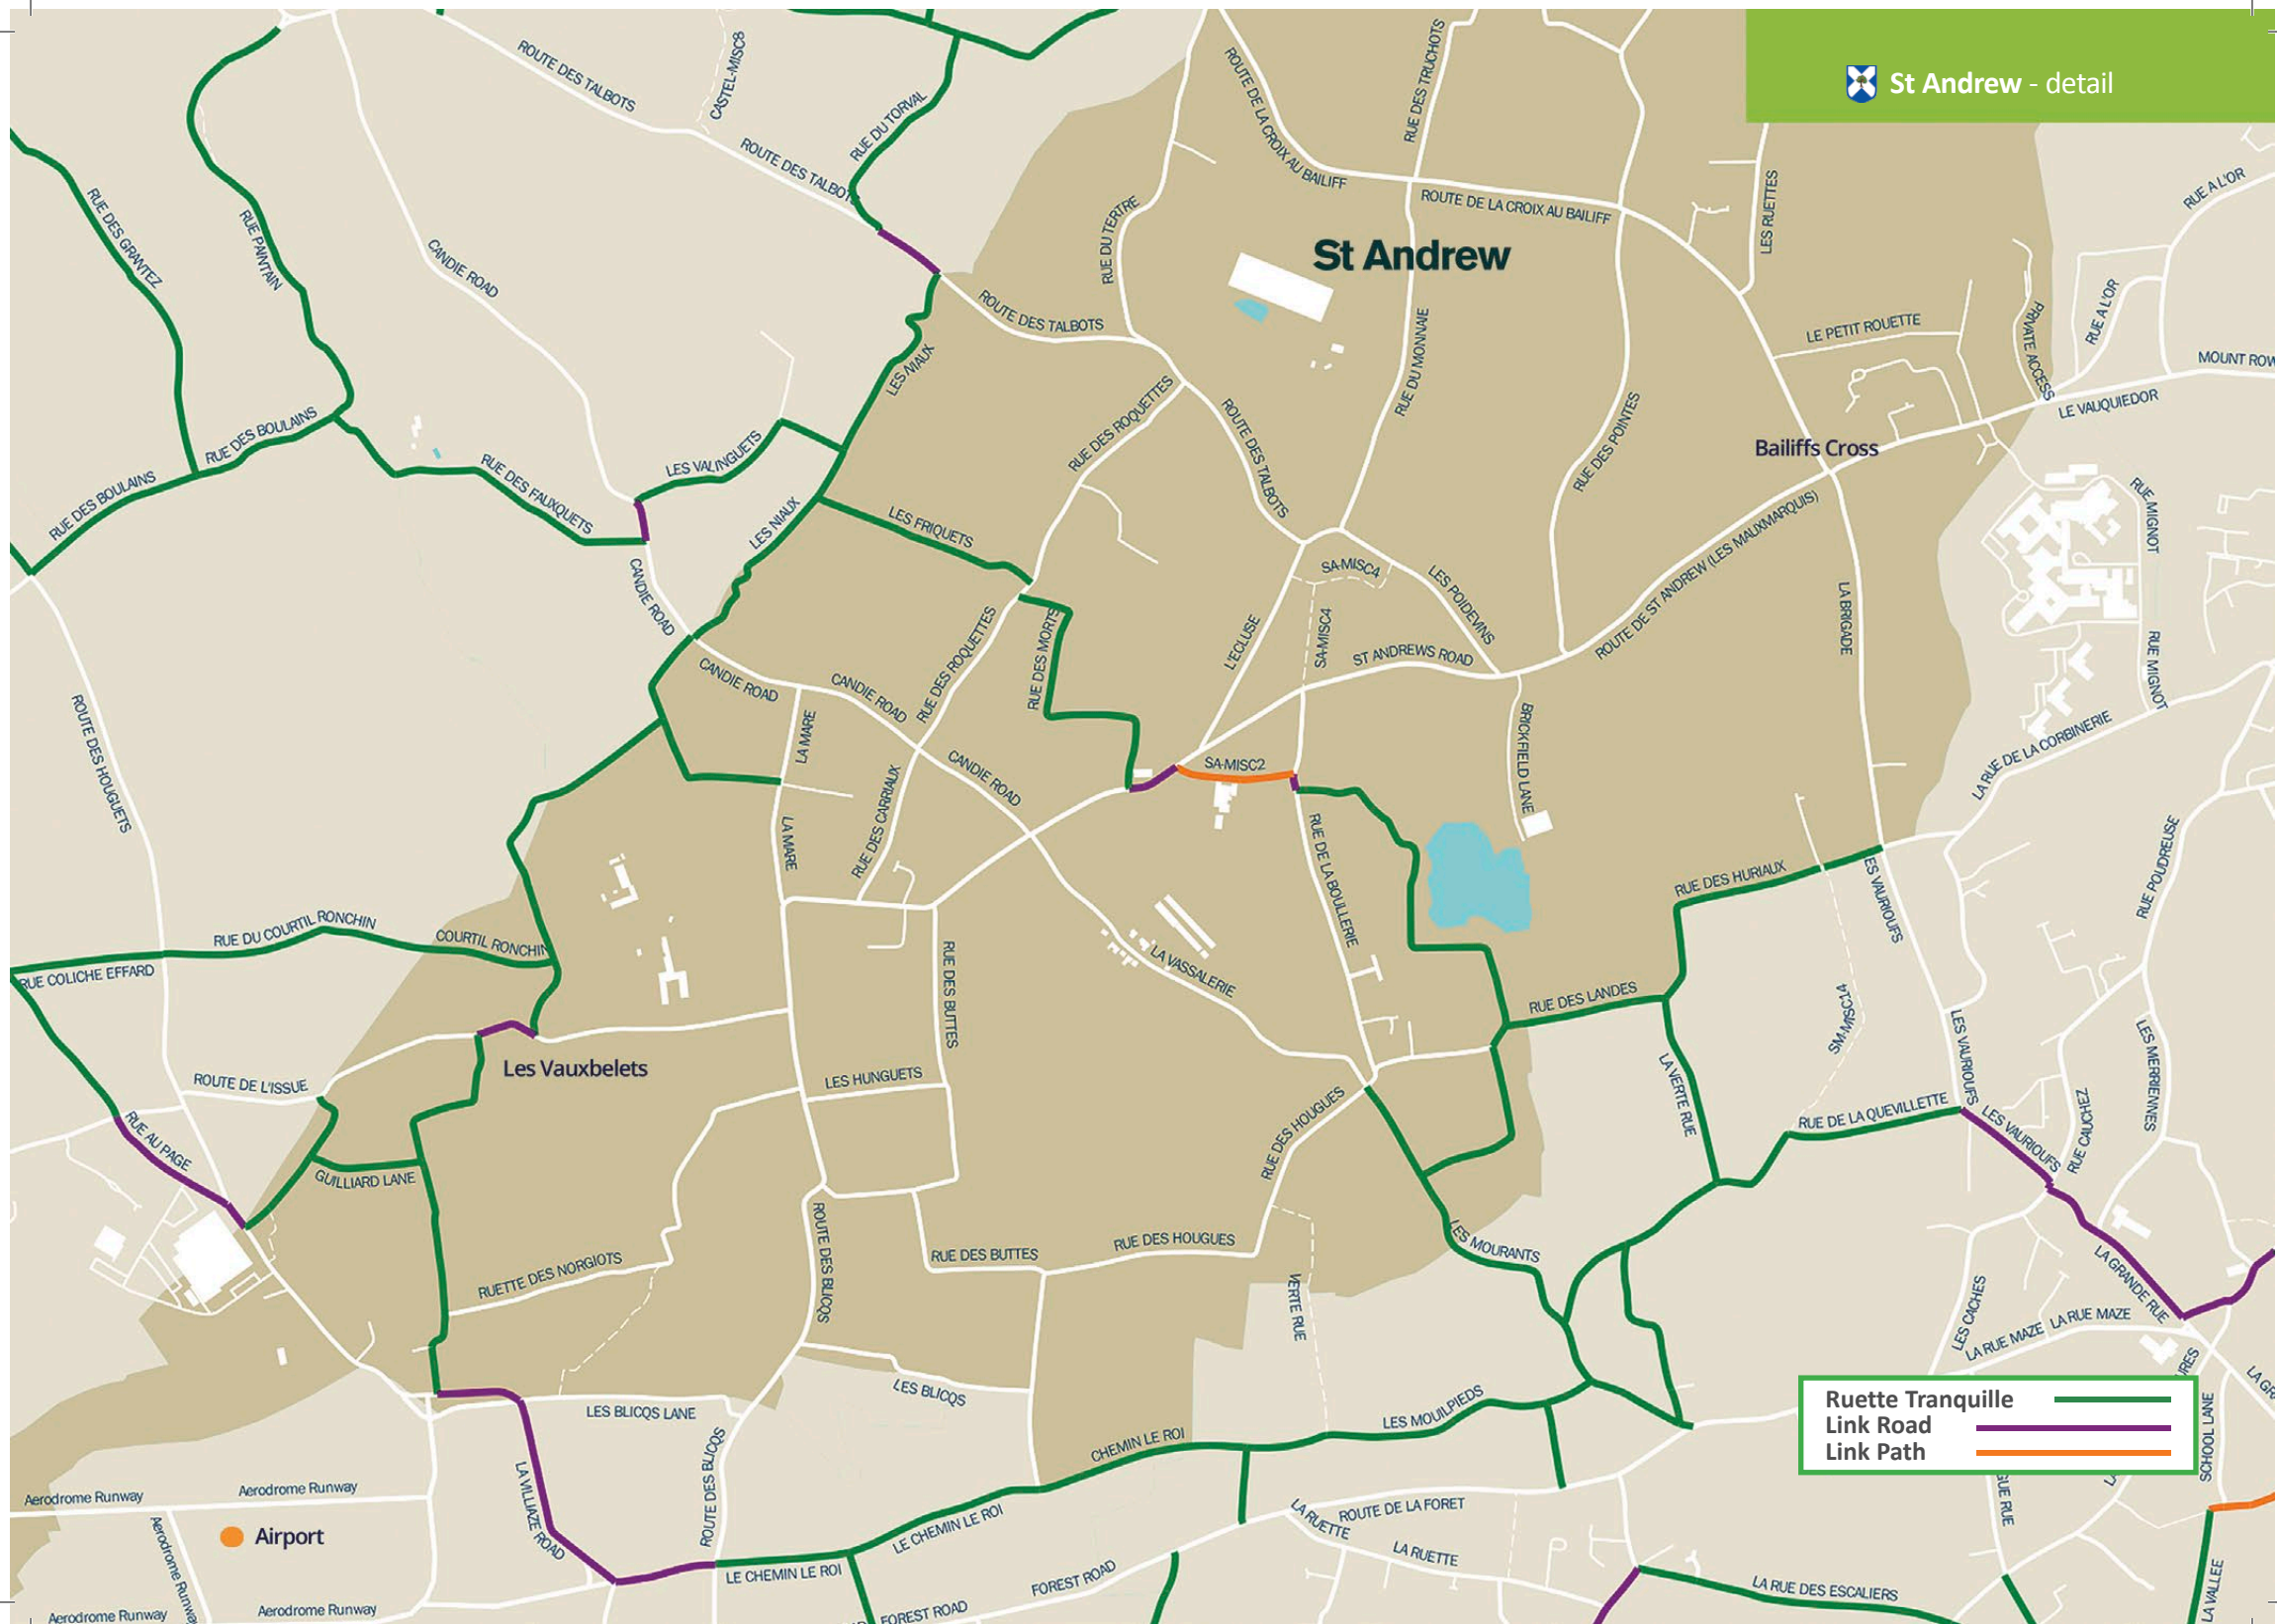 St Andrew - detail
ROUTE DES TALBOTS
CASTEL-MISC8
RUE DU TORVAL
ROUTE DE LA CROIX AU BAILIFF
RUE DES TRUCHOTS
ROUTE DES TALBOTS
RUE DES GRANTEZ
RUE PAINTAIN
CANDIE ROAD
RUE DU TERTRE
ROUTE DE LA CROIX AU BAILIFF
LES RUETTES
RUE A L'OR
St Andrew
ROUTE DES TALBOTS
RUE DU MONNAIE
LE PETIT ROUETTE
PRIVATE ACCESS
RUE A L'OR
MOUNT ROW
LES NIAUX
RUE DES ROQUETTES
ROUTE DES TALBOTS
RUE DES POINTES
LE VAUQUIEDOR
Bailiffs Cross
RUE DES BOULAINS
RUE DES BOULAINS
RUE DES FAUXQUETS
LES VALINGUETS
LES NIAUX
LES FRIQUETS
RUE MIGNOT
ROUTE DE ST ANDREW (LES MAUXMARQUIS)
CANDIE ROAD
SA-MISC4
LES POIDEVINS
LA BRIGADE
RUE DES ROQUETTES
RUE DES MORTS
L'ECLUSE
SA-MISC4
ST ANDREWS ROAD
RUE MIGNOT
ROUTE DES HOUGUETS
CANDIE ROAD
CANDIE ROAD
LA MARE
BRICKFIELD LANE
LA RUE DE LA CORBINERIE
CANDIE ROAD
SA-MISC2
LA MARE
RUE DES CARRIAUX
RUE DE LA BOULLERIE
RUE DES HURIAUX
ES VAURIOUFS
RUE POUDREUSE
RUE DU COURTIL RONCHIN
COURTIL RONCHIN
RUE COLICHE EFFARD
RUE DES BUTTES
LA VASSALERIE
RUE DES LANDES
SM-MISC14
LES VAURIOUFS
LES MERRIENNES
Les Vauxbelets
ROUTE DE L'ISSUE
LES HUNGUETS
LA VERTE RUE
RUE AU PAGE
RUE DES HOUGUES
RUE DE LA QUEVILLETTE
LES VAURIOUFS
RUE CAUCHEZ
GUILLIARD LANE
ROUTE DES BLICQS
RUE DES BUTTES
RUE DES HOUGUES
LES MOURANTS
RUETTE DES NORGIOTS
VERTE RUE
LES CACHES
LA GRANDE RUE
LA RUE MAZE
LA RUE MAZE
URES
LA GR
LES BLICQS LANE
LES BLICQS
LES MOUILPIEDS
CHEMIN LE ROI
Ruette Tranquille
Link Road
Link Path
SCHOOL LANE
GUE RUE
Aerodrome Runway
Aerodrome Runway
Airport
Aerodrome Runway
LA VILLIAZE ROAD
ROUTE DES BLICQS
LE CHEMIN LE ROI
LE CHEMIN LE ROI
LA RUETTE
ROUTE DE LA FORET
LA RUETTE
FOREST ROAD
FOREST ROAD
LA RUE DES ESCALIERS
LA VALLEE
Aerodrome Runway
Aerodrome Runway